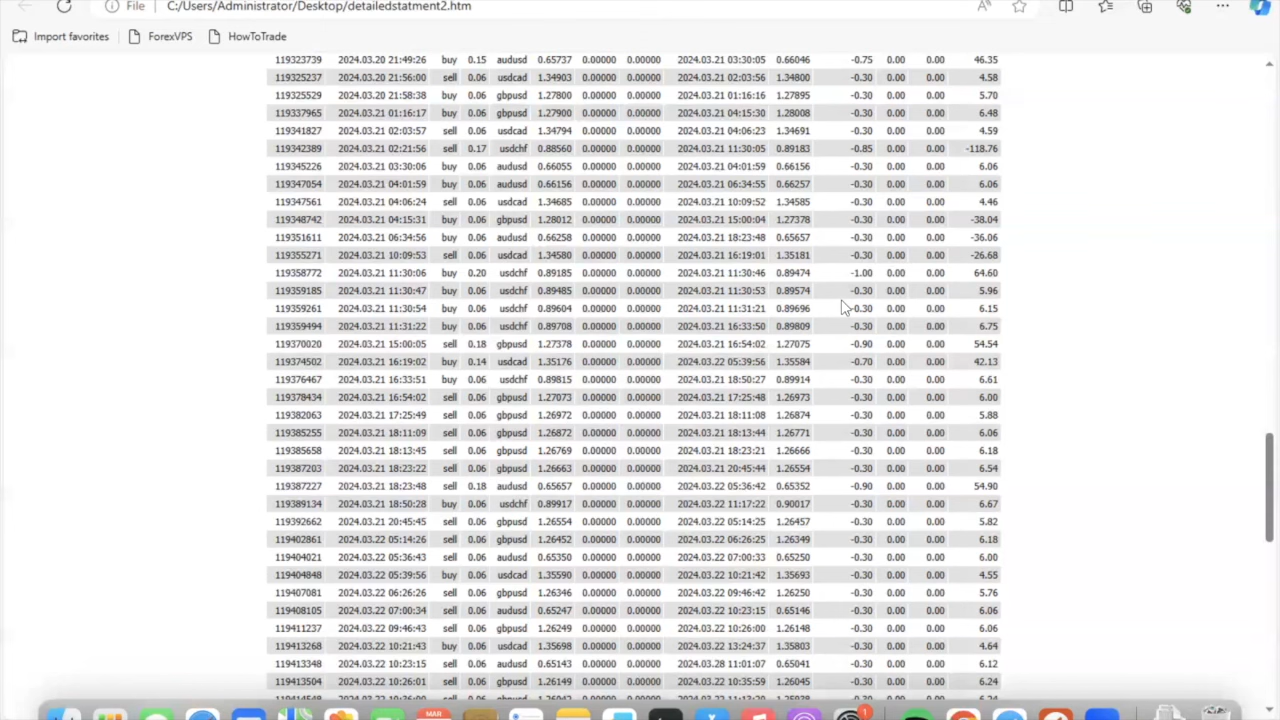 File C:/Users/Administrator/Desktop/detailedstatment2.htm
Import favorites ForexVPS HowToTrade
119323739 2024.03.20 21:49:26 buy 0.15 audusd 0.65737 0.00000 0.00000 2024.03.21 03:30:05 0.66046 -0.75 0.00 0.00 46.35
119325237 2024.03.20 21:56:00 sell 0.06 usdcad 1.34903 0.00000 0.00000 2024.03.21 02:03:56 1.34800 -0.30 0.00 0.00 4.58
119325529 2024.03.20 21:58:38 buy 0.06 gbpusd 1.27800 0.00000 0.00000 2024.03.21 01:16:16 1.27895 -0.30 0.00 0.00 5.70
119337965 2024.03.21 01:16:17 buy 0.06 gbpusd 1.27900 0.00000 0.00000 2024.03.21 04:15:30 1.28008 -0.30 0.00 0.00 6.48
119341827 2024.03.21 02:03:57 sell 0.06 usdcad 1.34794 0.00000 0.00000 2024.03.21 04:06:23 1.34691 -0.30 0.00 0.00 4.59
119342389 2024.03.21 02:21:56 sell 0.17 usdchf 0.88560 0.00000 0.00000 2024.03.21 11:30:05 0.89183 -0.85 0.00 0.00 -118.76
119345226 2024.03.21 03:30:06 buy 0.06 audusd 0.66055 0.00000 0.00000 2024.03.21 04:01:59 0.66156 -0.30 0.00 0.00 6.06
119347054 2024.03.21 04:01:59 buy 0.06 audusd 0.66156 0.00000 0.00000 2024.03.21 06:34:55 0.66257 -0.30 0.00 0.00 6.06
119347561 2024.03.21 04:06:24 sell 0.06 usdcad 1.34685 0.00000 0.00000 2024.03.21 10:09:52 1.34585 -0.30 0.00 0.00 4.46
119348742 2024.03.21 04:15:31 buy 0.06 gbpusd 1.28012 0.00000 0.00000 2024.03.21 15:00:04 1.27378 -0.30 0.00 0.00 -38.04
119351611 2024.03.21 06:34:56 buy 0.06 audusd 0.66258 0.00000 0.00000 2024.03.21 18:23:48 0.65657 -0.30 0.00 0.00 -36.06
119355271 2024.03.21 10:09:53 sell 0.06 usdcad 1.34580 0.00000 0.00000 2024.03.21 16:19:01 1.35181 -0.30 0.00 0.00 -26.68
119358772 2024.03.21 11:30:06 buy 0.20 usdchf 0.89185 0.00000 0.00000 2024.03.21 11:30:46 0.89474 -1.00 0.00 0.00 64.60
119359185 2024.03.21 11:30:47 buy 0.06 usdchf 0.89485 0.00000 0.00000 2024.03.21 11:30:53 0.89574 -0.30 0.00 0.00 5.96
119359261 2024.03.21 11:30:54 buy 0.06 usdchf 0.89604 0.00000 0.00000 2024.03.21 11:31:21 0.89696 -0.30 0.00 0.00 6.15
119359494 2024.03.21 11:31:22 buy 0.06 usdchf 0.89708 0.00000 0.00000 2024.03.21 16:33:50 0.89809 -0.30 0.00 0.00 6.75
119370020 2024.03.21 15:00:05 sell 0.18 gbpusd 1.27378 0.00000 0.00000 2024.03.21 16:54:02 1.27075 -0.90 0.00 0.00 54.54
119374502 2024.03.21 16:19:02 buy 0.14 usdcad 1.35176 0.00000 0.00000 2024.03.22 05:39:56 1.35584 -0.70 0.00 0.00 42.13
119376467 2024.03.21 16:33:51 buy 0.06 usdchf 0.89815 0.00000 0.00000 2024.03.21 18:50:27 0.89914 -0.30 0.00 0.00 6.61
119378434 2024.03.21 16:54:02 sell 0.06 gbpusd 1.27073 0.00000 0.00000 2024.03.21 17:25:48 1.26973 -0.30 0.00 0.00 6.00
119382063 2024.03.21 17:25:49 sell 0.06 gbpusd 1.26972 0.00000 0.00000 2024.03.21 18:11:08 1.26874 -0.30 0.00 0.00 5.88
119385255 2024.03.21 18:11:09 sell 0.06 gbpusd 1.26872 0.00000 0.00000 2024.03.21 18:13:44 1.26771 -0.30 0.00 0.00 6.06
119385658 2024.03.21 18:13:45 sell 0.06 gbpusd 1.26769 0.00000 0.00000 2024.03.21 18:23:21 1.26666 -0.30 0.00 0.00 6.18
119387203 2024.03.21 18:23:22 sell 0.06 gbpusd 1.26663 0.00000 0.00000 2024.03.21 20:45:44 1.26554 -0.30 0.00 0.00 6.54
119387227 2024.03.21 18:23:48 sell 0.18 audusd 0.65657 0.00000 0.00000 2024.03.22 05:36:42 0.65352 -0.90 0.00 0.00 54.90
119389134 2024.03.21 18:50:28 buy 0.06 usdchf 0.89917 0.00000 0.00000 2024.03.22 11:17:22 0.90017 -0.30 0.00 0.00 6.67
119392662 2024.03.21 20:45:45 sell 0.06 gbpusd 1.26554 0.00000 0.00000 2024.03.22 05:14:25 1.26457 -0.30 0.00 0.00 5.82
119402861 2024.03.22 05:14:26 sell 0.06 gbpusd 1.26452 0.00000 0.00000 2024.03.22 06:26:25 1.26349 -0.30 0.00 0.00 6.18
119404021 2024.03.22 05:36:43 sell 0.06 audusd 0.65350 0.00000 0.00000 2024.03.22 07:00:33 0.65250 -0.30 0.00 0.00 6.00
119404848 2024.03.22 05:39:56 buy 0.06 usdcad 1.35590 0.00000 0.00000 2024.03.22 10:21:42 1.35693 -0.30 0.00 0.00 4.55
119407081 2024.03.22 06:26:26 sell 0.06 gbpusd 1.26346 0.00000 0.00000 2024.03.22 09:46:42 1.26250 -0.30 0.00 0.00 5.76
119408105 2024.03.22 07:00:34 sell 0.06 audusd 0.65247 0.00000 0.00000 2024.03.22 10:23:15 0.65146 -0.30 0.00 0.00 6.06
119411237 2024.03.22 09:46:43 sell 0.06 gbpusd 1.26249 0.00000 0.00000 2024.03.22 10:26:00 1.26148 -0.30 0.00 0.00 6.06
119413268 2024.03.22 10:21:43 buy 0.06 usdcad 1.35698 0.00000 0.00000 2024.03.22 13:24:37 1.35803 -0.30 0.00 0.00 4.64
119413348 2024.03.22 10:23:15 sell 0.06 audusd 0.65143 0.00000 0.00000 2024.03.28 11:01:07 0.65041 -0.30 0.00 0.00 6.12
119413504 2024.03.22 10:26:01 sell 0.06 gbpusd 1.26149 0.00000 0.00000 2024.03.22 10:35:59 1.26045 -0.30 0.00 0.00 6.24
MAR 1